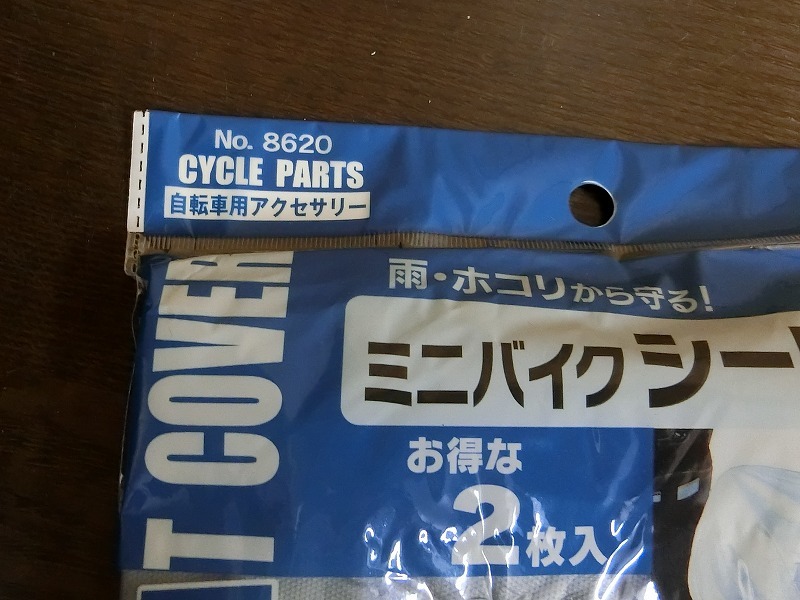 No. 8620
CYCLE PARTS
自転車用アクセサリー
雨・ホコリから守る!
ミニバイクシー
お得な
2枚入
COVER